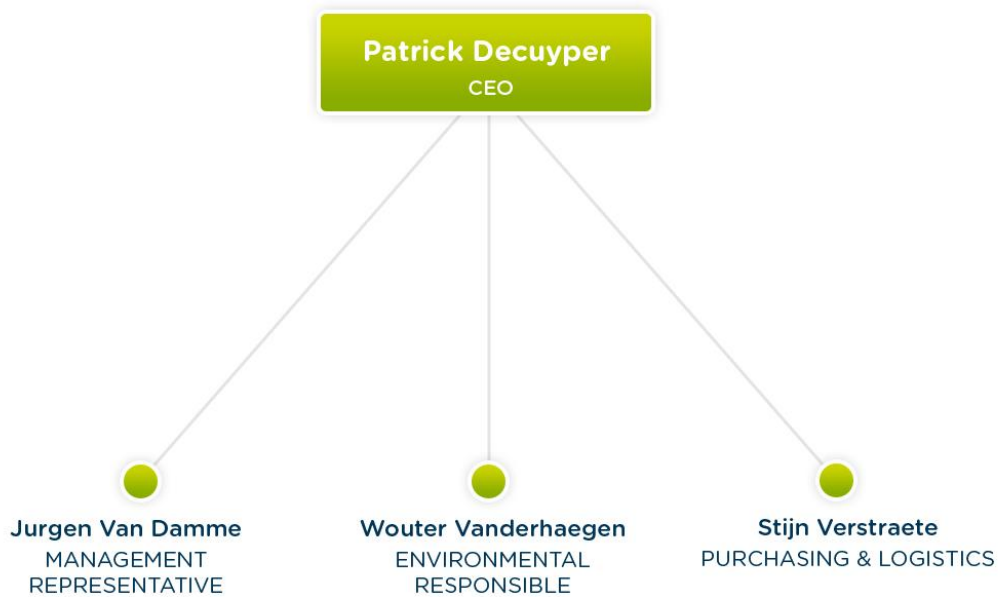 Patrick Decuyper
CEO
Jurgen Van Damme
MANAGEMENT
REPRESENTATIVE
Wouter Vanderhaegen
ENVIRONMENTAL
RESPONSIBLE
Stijn Verstraete
PURCHASING & LOGISTICS